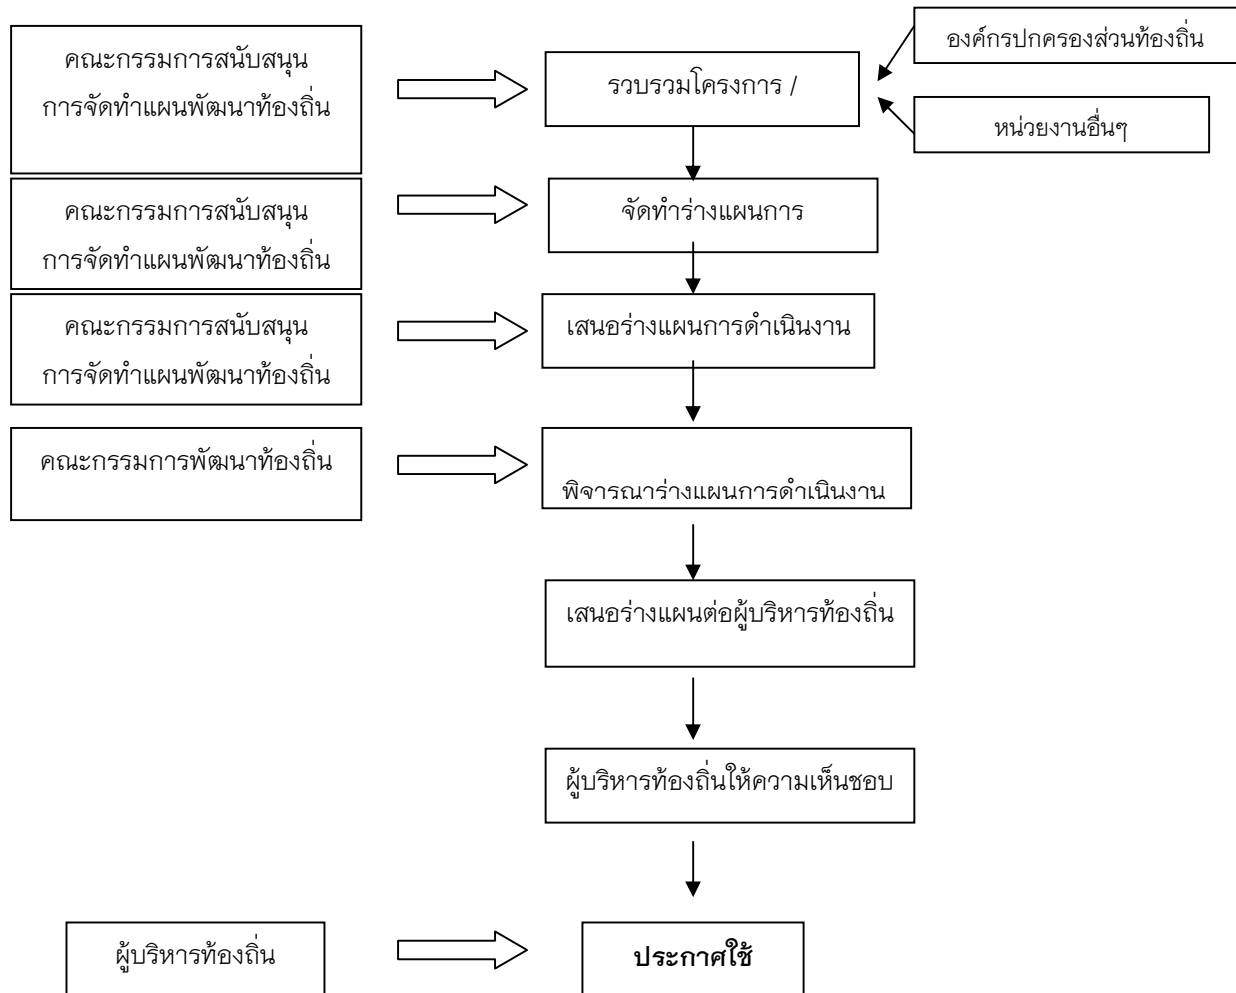 คณะกรรมการสนับสนุน
การจัดทำแผนพัฒนาท้องถิ่น
รวบรวมโครงการ /
องค์กรปกครองส่วนท้องถิ่น
หน่วยงานอื่นๆ
คณะกรรมการสนับสนุน
การจัดทำแผนพัฒนาท้องถิ่น
จัดทำร่างแผนการ
คณะกรรมการสนับสนุน
การจัดทำแผนพัฒนาท้องถิ่น
เสนอร่างแผนการดำเนินงาน
คณะกรรมการพัฒนาท้องถิ่น
พิจารณาร่างแผนการดำเนินงาน
เสนอร่างแผนต่อผู้บริหารท้องถิ่น
ผู้บริหารท้องถิ่นให้ความเห็นชอบ
ผู้บริหารท้องถิ่น
ประกาศใช้